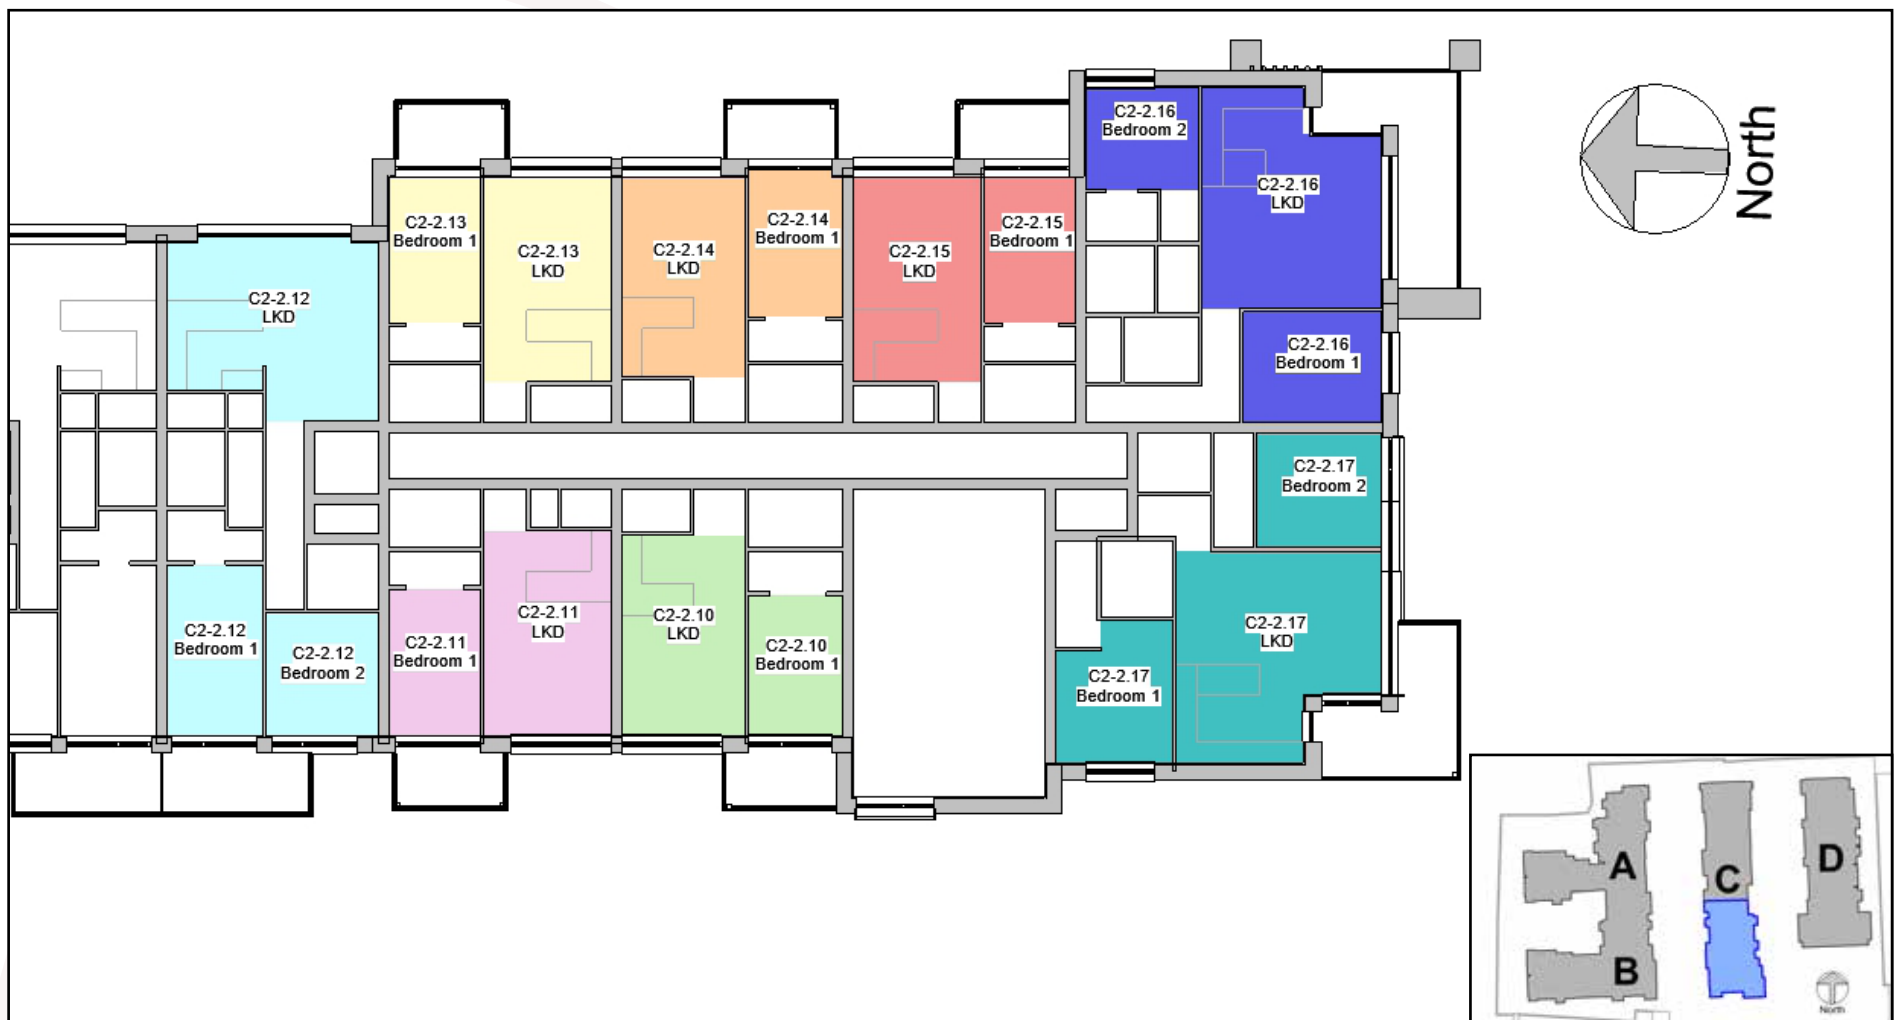 C2-2.16
Bedroom 2
C2-2.16
LKD
North
C2-2.13
Bedroom 1
C2-2.13
LKD
C2-2.14
LKD
C2-2.14
Bedroom 1
C2-2.15
LKD
C2-2.15
Bedroom 1
C2-2.12
LKD
C2-2.16
Bedroom 1
C2-2.17
Bedroom 2
C2-2.12
Bedroom 1
C2-2.12
Bedroom 2
C2-2.11
Bedroom 1
C2-2.11
LKD
C2-2.10
LKD
C2-2.10
Bedroom 1
C2-2.17
LKD
C2-2.17
Bedroom 1
A
C
D
B
North